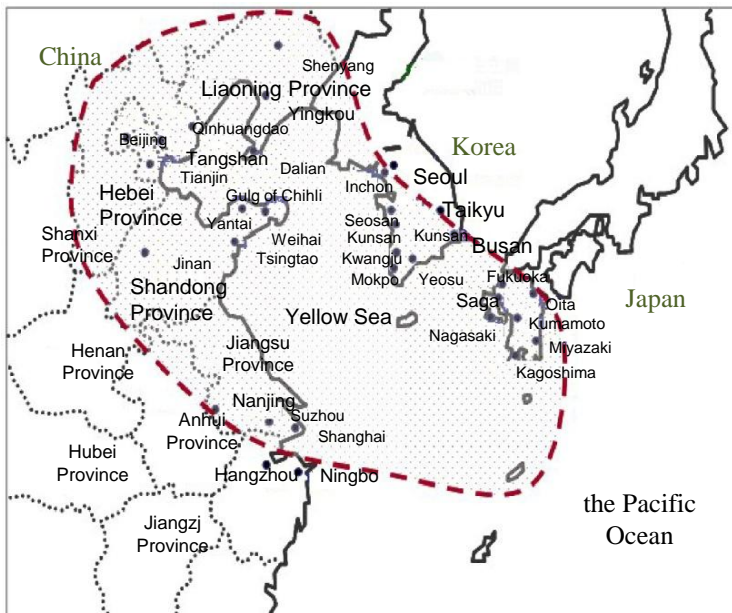 China
Shenyang
Liaoning Province
Yingkou
Qinhuangdao
Beijing
Tangshan
Tianjin
Dalian
Korea
Seoul
Inchon
Hebei
Province
Gulg of Chihli
Taikyu
Seosan
Yantai
Kunsan
Kunsan
Shanxi
Province
Weihai
Tsingtao
Busan
Jinan
Kwangju
Mokpo
Yeosu
Fukuoka
Shandong
Province
Saga
Oita
Japan
Yellow Sea
Nagasaki
Kumamoto
Jiangsu
Province
Miyazaki
Henan
Province
Kagoshima
Nanjing
Suzhou
Anhui
Province
Shanghai
Hubei
Province
Hangzhou
Ningbo
the Pacific
Ocean
Jiangzj
Province